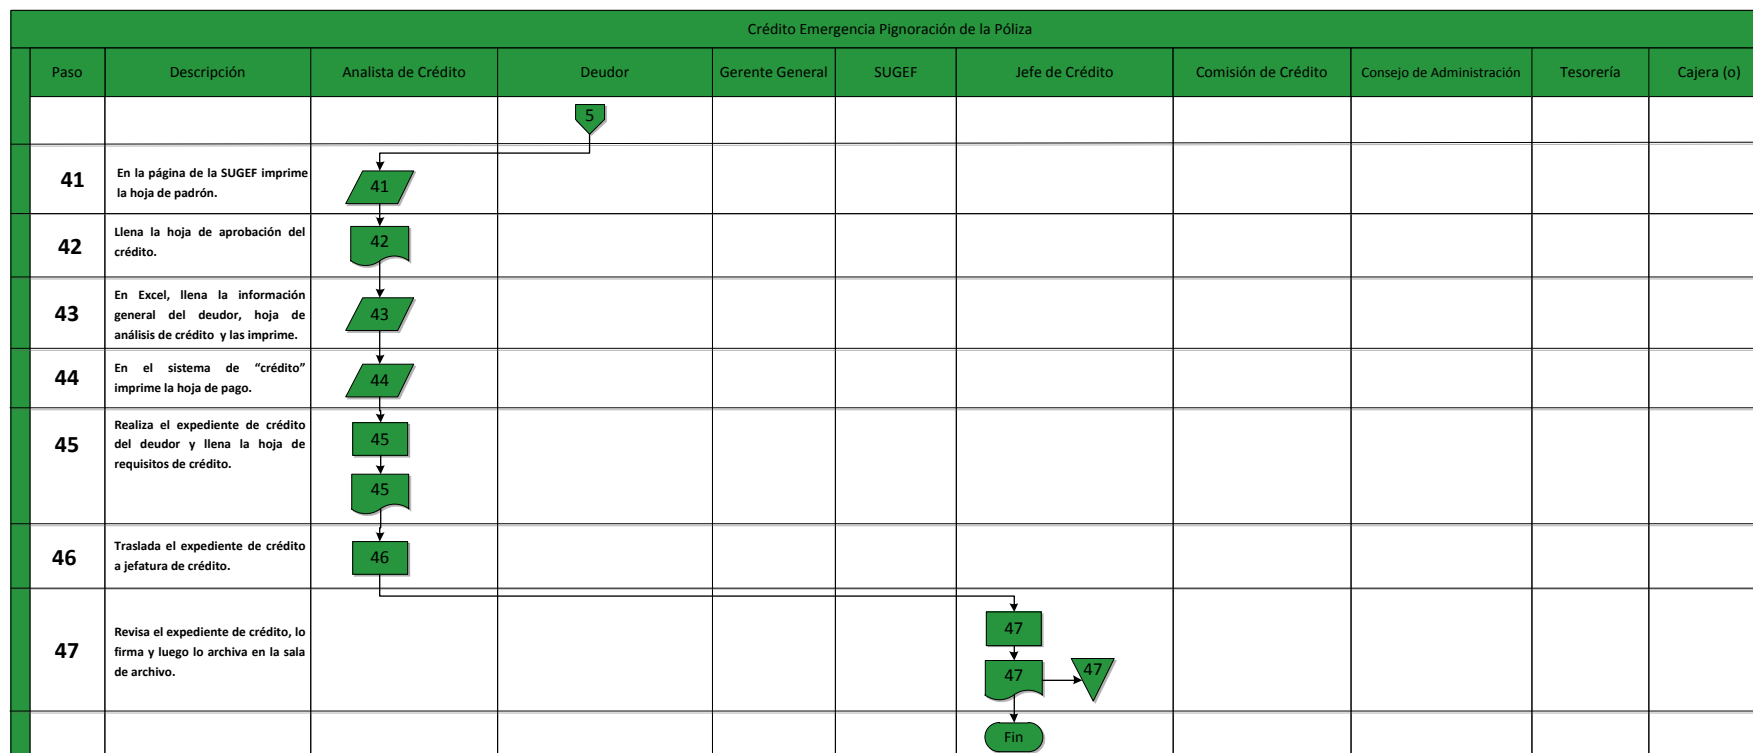 Crédito Emergencia Pignoración de la Póliza
Paso
Descripción
Analista de Crédito
Deudor
Gerente General
SUGEF
Jefe de Crédito
Comisión de Crédito
Consejo de Administración
Tesorería
Cajera (o)
5
41
En la página de la SUGEF imprime
la hoja de padrón.
41
42
Llena la hoja de aprobación del
crédito.
42
43
En Excel, llena la información
general del deudor, hoja de
análisis de crédito y las imprime.
43
44
En el sistema de “crédito”
imprime la hoja de pago.
44
45
Realiza el expediente de crédito
del deudor y llena la hoja de
requisitos de crédito.
45
45
46
Traslada el expediente de crédito
a jefatura de crédito.
46
47
Revisa el expediente de crédito, lo
firma y luego lo archiva en la sala
de archivo.
47
47
47
Fin